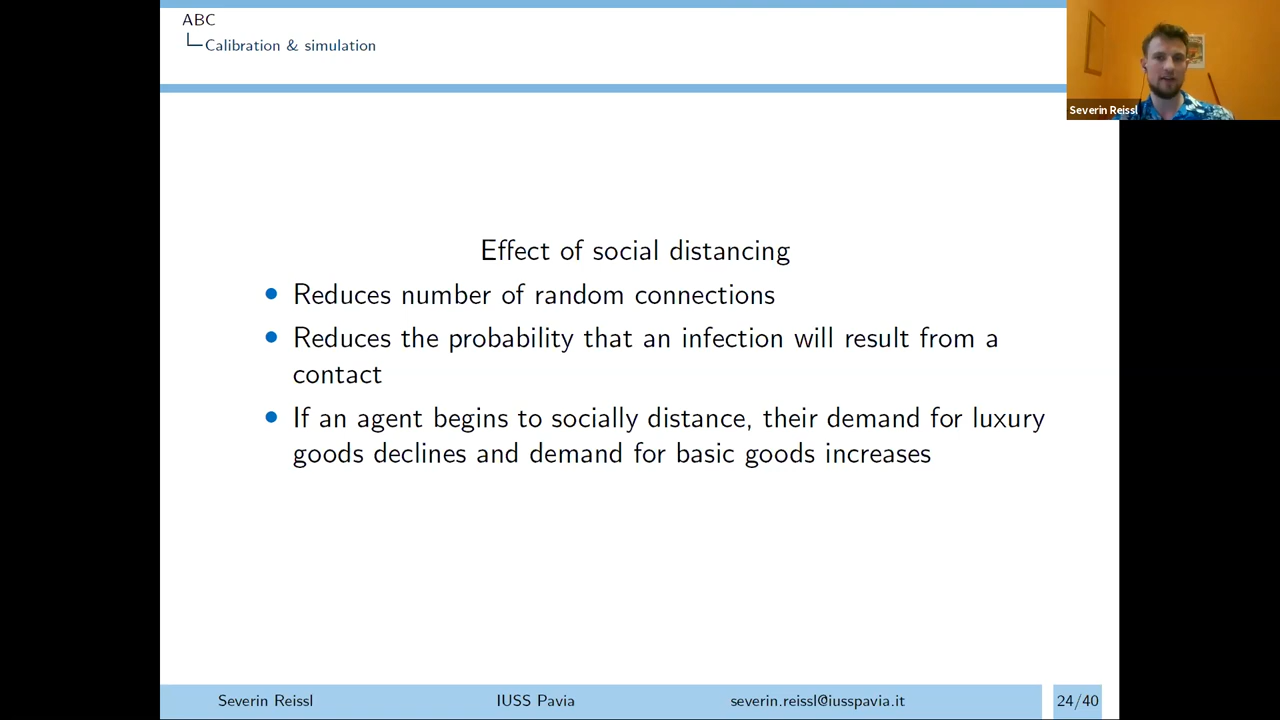 ABC
Calibration & simulation
Severin Reissl
Effect of social distancing
• Reduces number of random connections
• Reduces the probability that an infection will result from a
contact
• If an agent begins to socially distance, their demand for luxury
goods declines and demand for basic goods increases
Severin Reissl
IUSS Pavia
severin.reissl@iusspavia.it
24/40